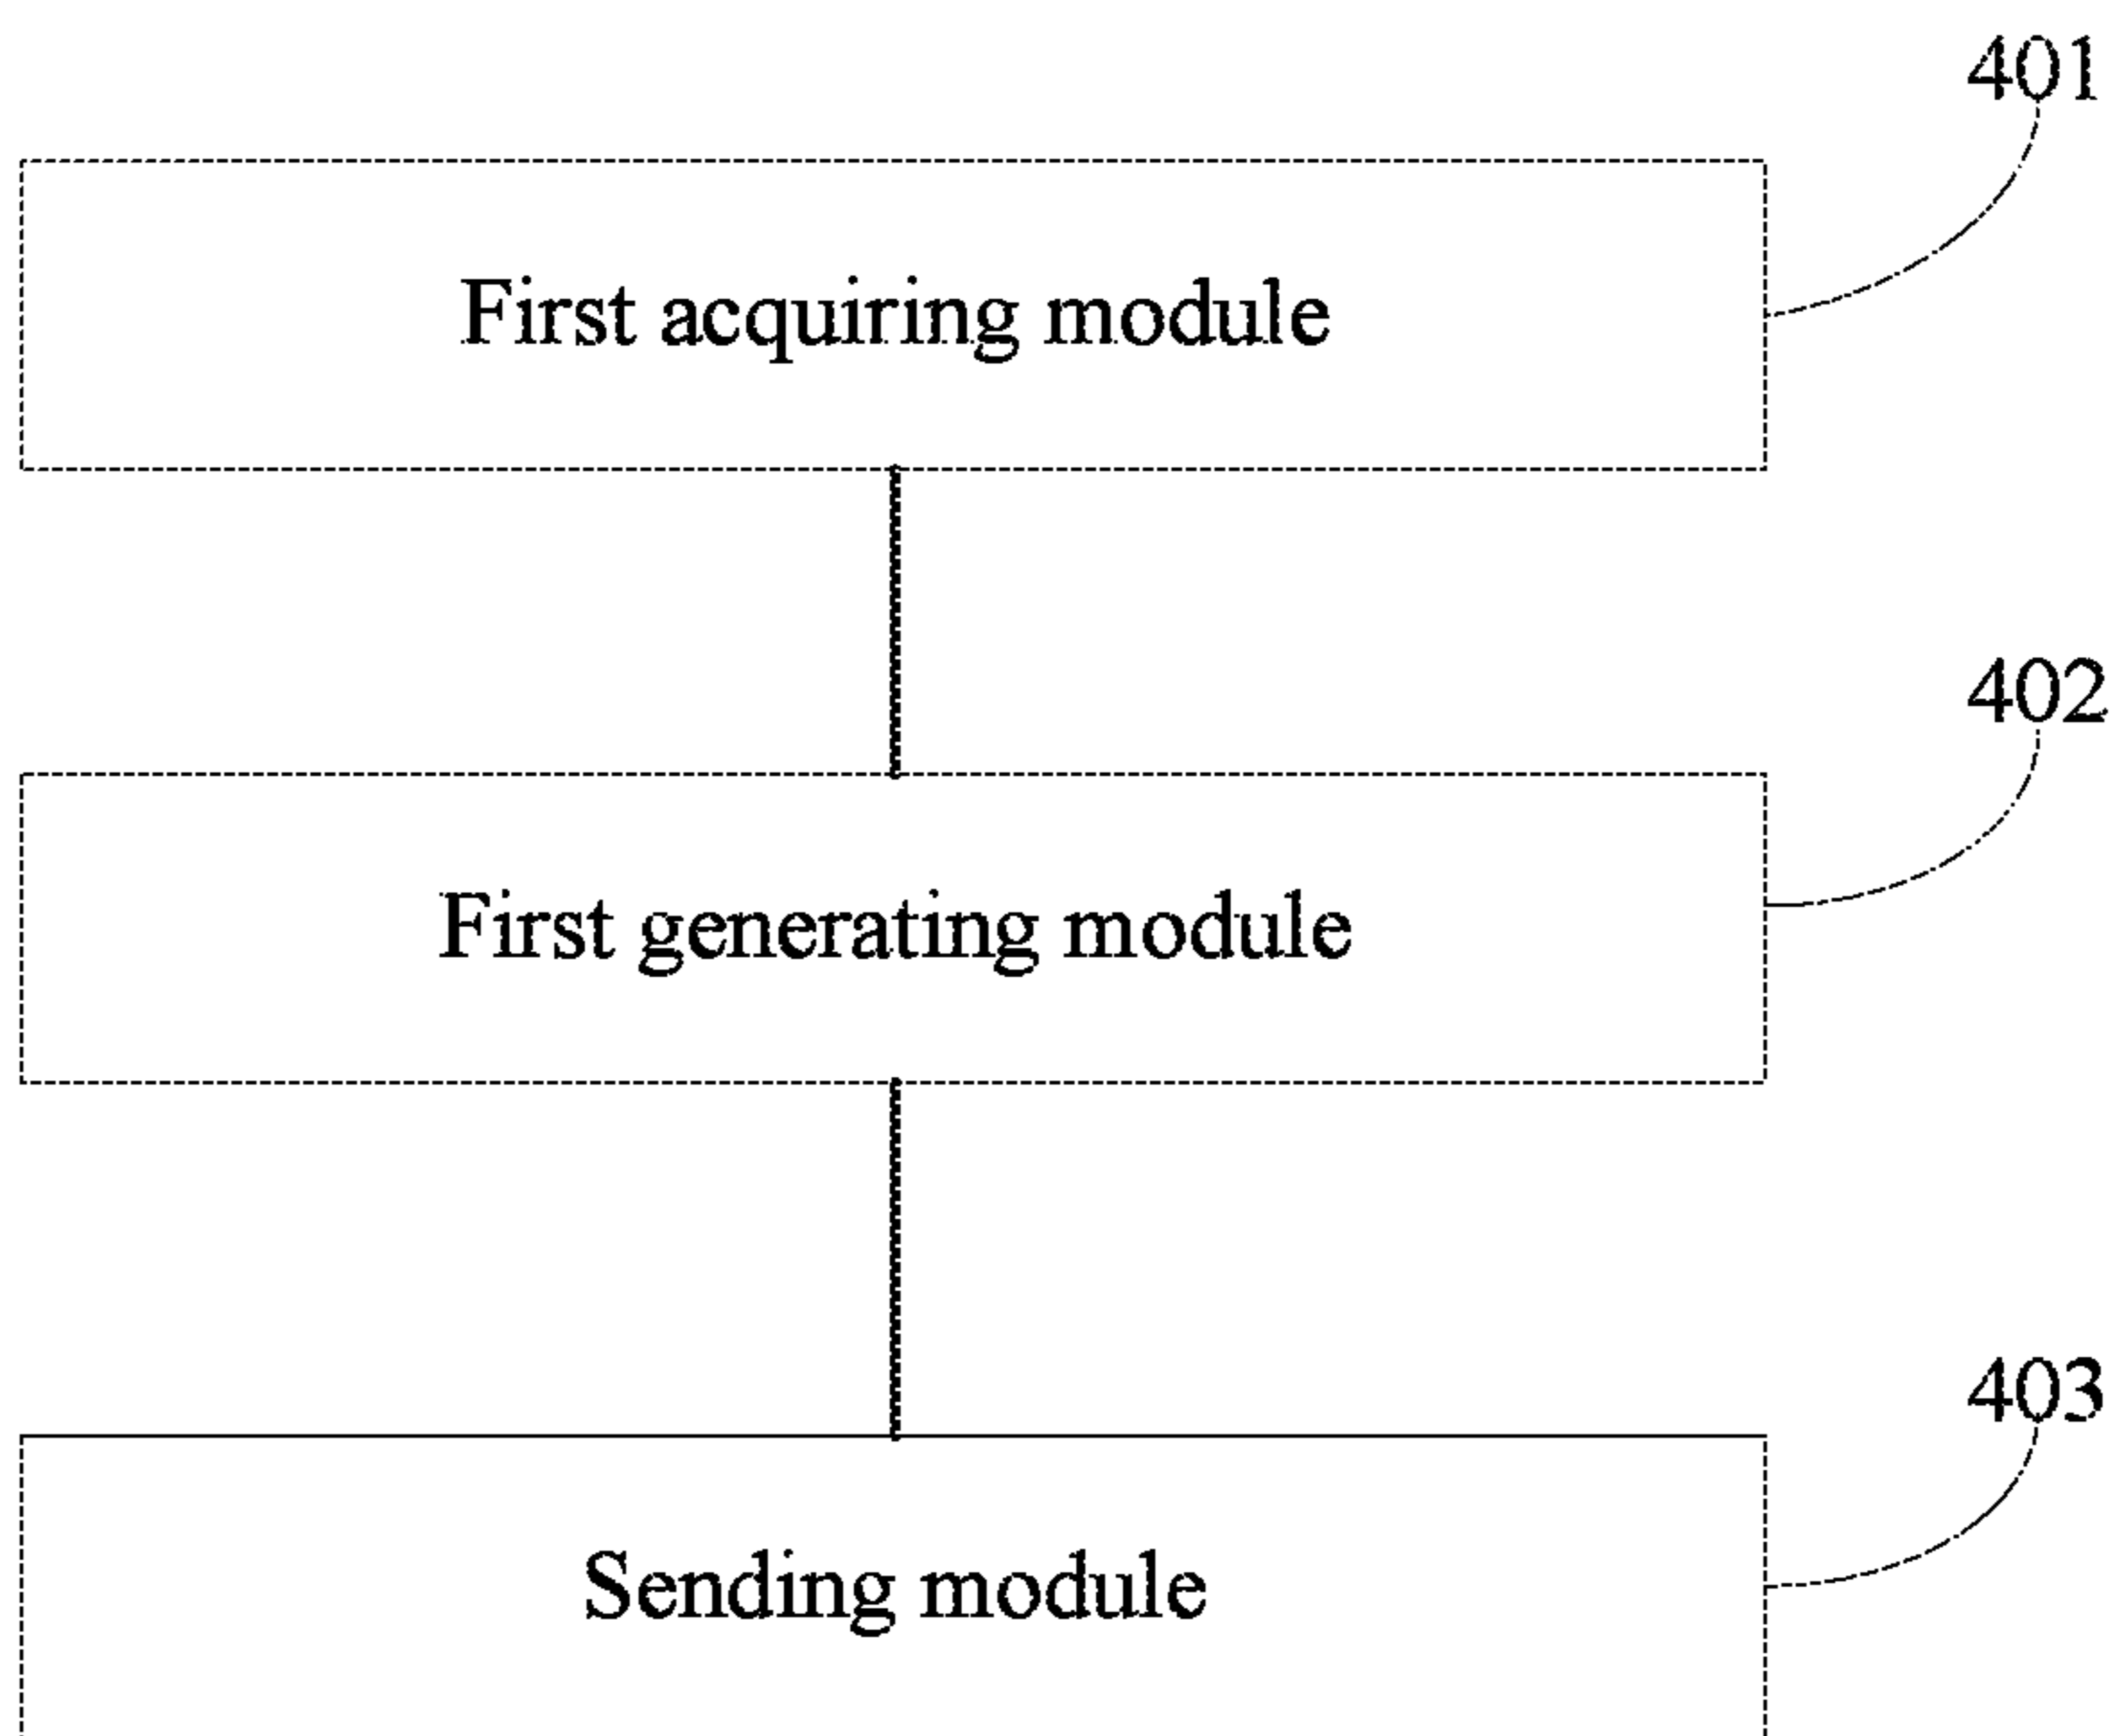 401
First acquiring module
402
First generating module
403
Sending module